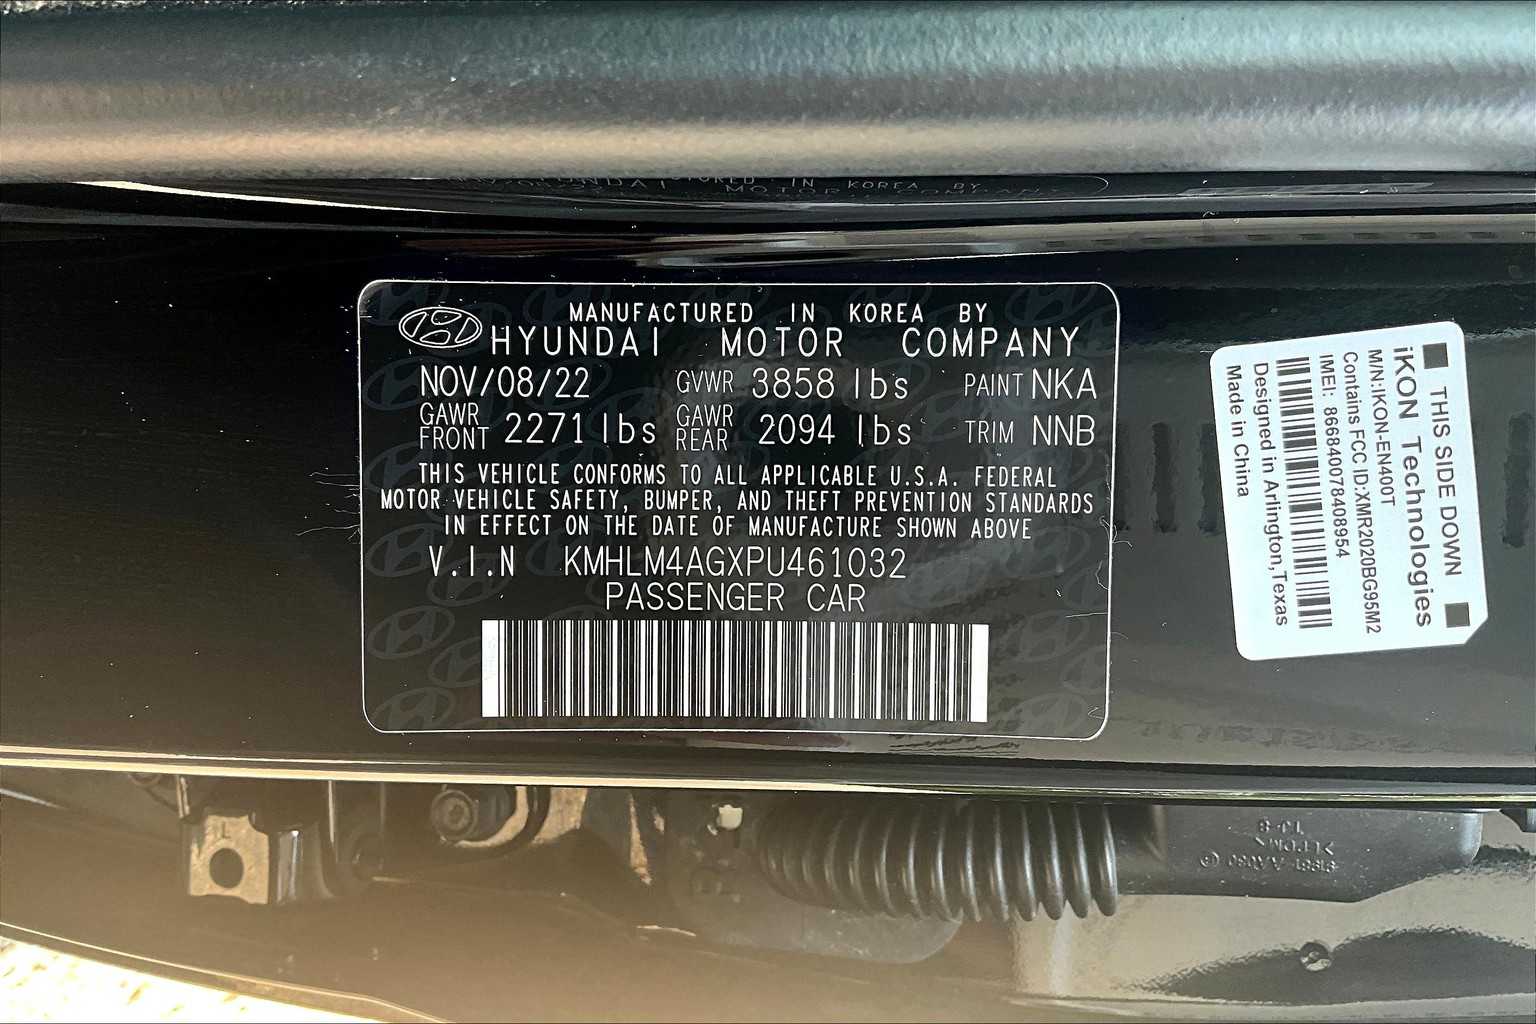 MANUFACTURED IN KOREA BY
HYUNDAI MOTOR COMPANY
NOV/08/22 GVWR 3858 lbs PAINT NKA
GAWR FRONT 2271 lbs GAWR REAR 2094 lbs TRIM NNB
THIS VEHICLE CONFORMS TO ALL APPLICABLE U.S.A. FEDERAL
MOTOR VEHICLE SAFETY, BUMPER, AND THEFT PREVENTION STANDARDS
IN EFFECT ON THE DATE OF MANUFACTURE SHOWN ABOVE
V.I.N KMHLM4AGXPU461032
PASSENGER CAR
THIS SIDE DOWN
iKON Technologies
M/N:IKON-EN400T
Contains FCC ID:XMR2020BG95M2
IMEI: 866840078408954
Designed in Arlington,Texas
Made in China